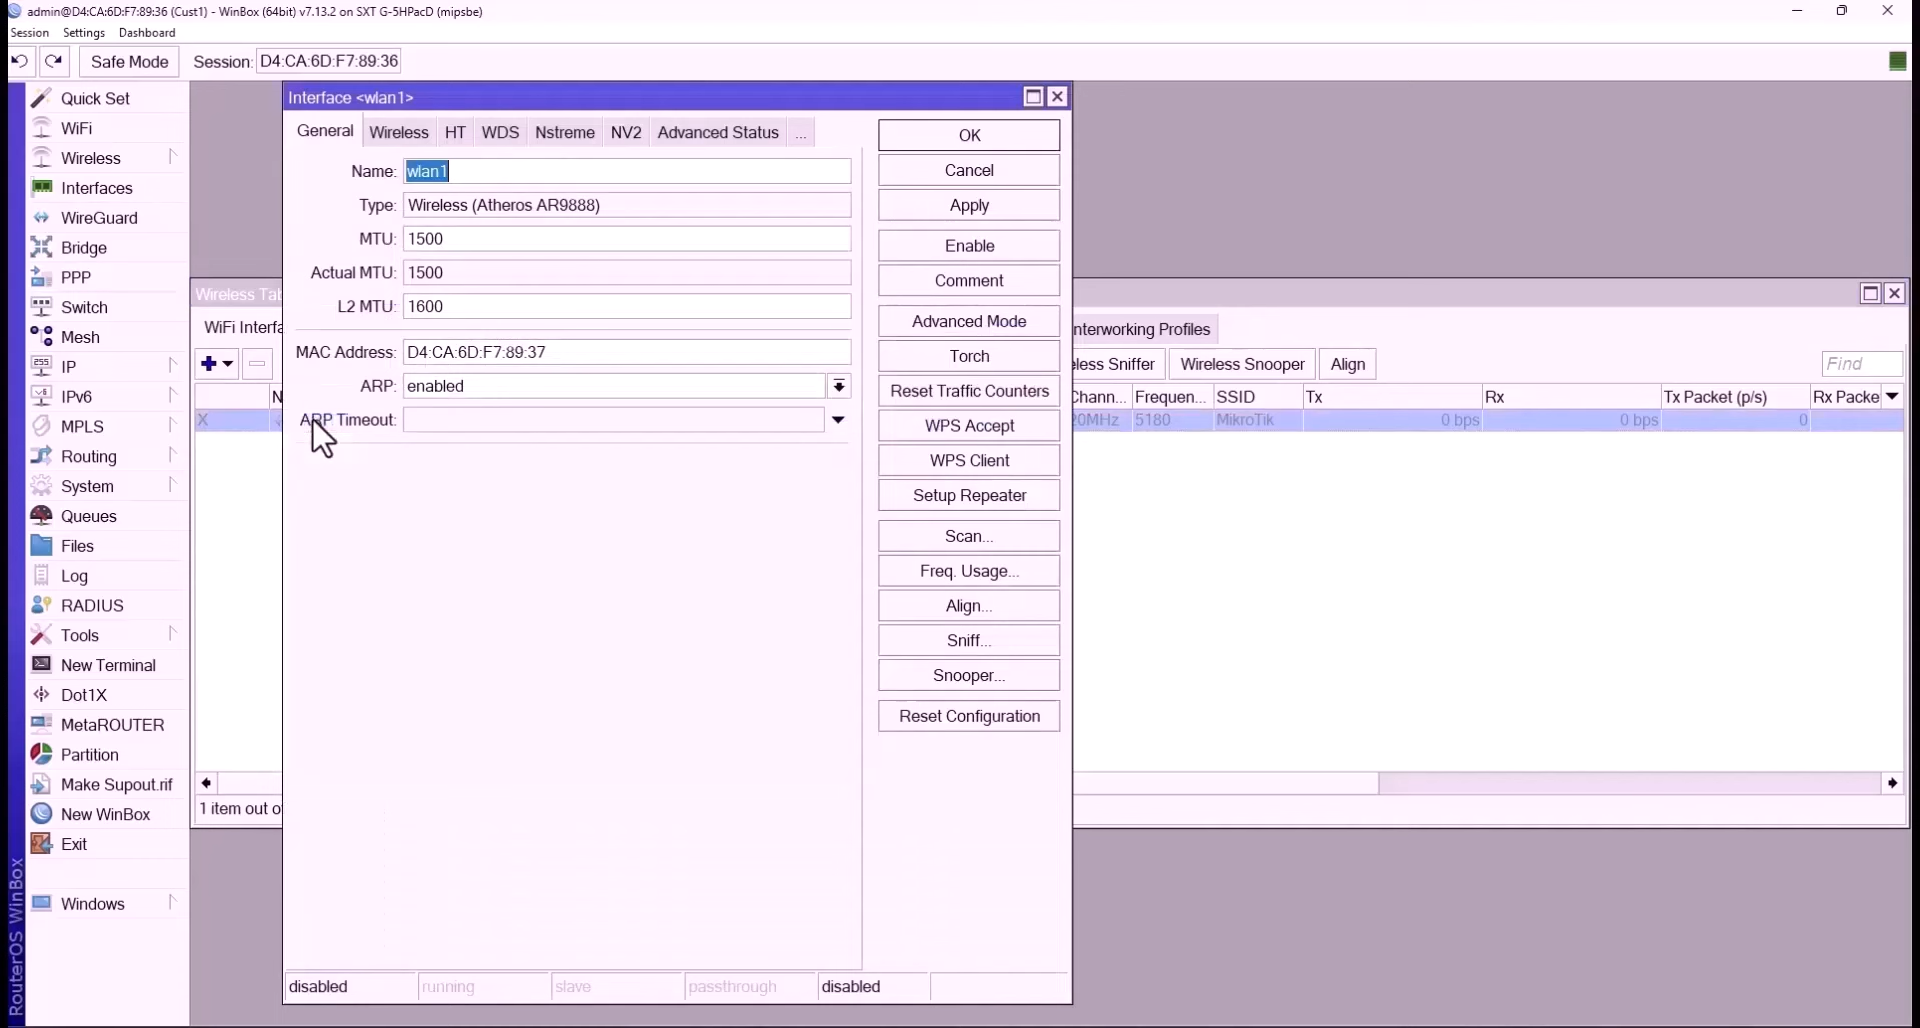 admin@D4:CA:6D:F7:89:36 (Cust1) - WinBox (64bit) v7.13.2 on SXT G-5HPacD (mipsbe)
Session Settings Dashboard
Safe Mode Session: D4:CA:6D:F7:89:36
Quick Set
WiFi
Wireless
Interfaces
WireGuard
Bridge
PPP
Switch
Mesh
IP
IPv6
MPLS
Routing
System
Queues
Files
Log
RADIUS
Tools
New Terminal
Dot1X
MetaROUTER
Partition
Make Supout.rif
New WinBox
Exit
Windows
RouterOS WinBox
Interface <wlan1>
General Wireless HT WDS Nstreme NV2 Advanced Status ...
Name: wlan1
Type: Wireless (Atheros AR9888)
MTU: 1500
Actual MTU: 1500
L2 MTU: 1600
MAC Address: D4:CA:6D:F7:89:37
ARP: enabled
ARP Timeout:
OK
Cancel
Apply
Enable
Comment
Advanced Mode
Torch
Reset Traffic Counters
WPS Accept
WPS Client
Setup Repeater
Scan...
Freq. Usage...
Align...
Sniff...
Snooper...
Reset Configuration
disabled running slave passthrough disabled
Wireless Tab
WiFi Interfa nterworking Profiles
eless Sniffer Wireless Snooper Align Find
N Chann... Frequen... SSID Tx Rx Tx Packet (p/s) Rx Packe
X 20MHz 5180 MikroTik 0 bps 0 bps 0
1 item out o